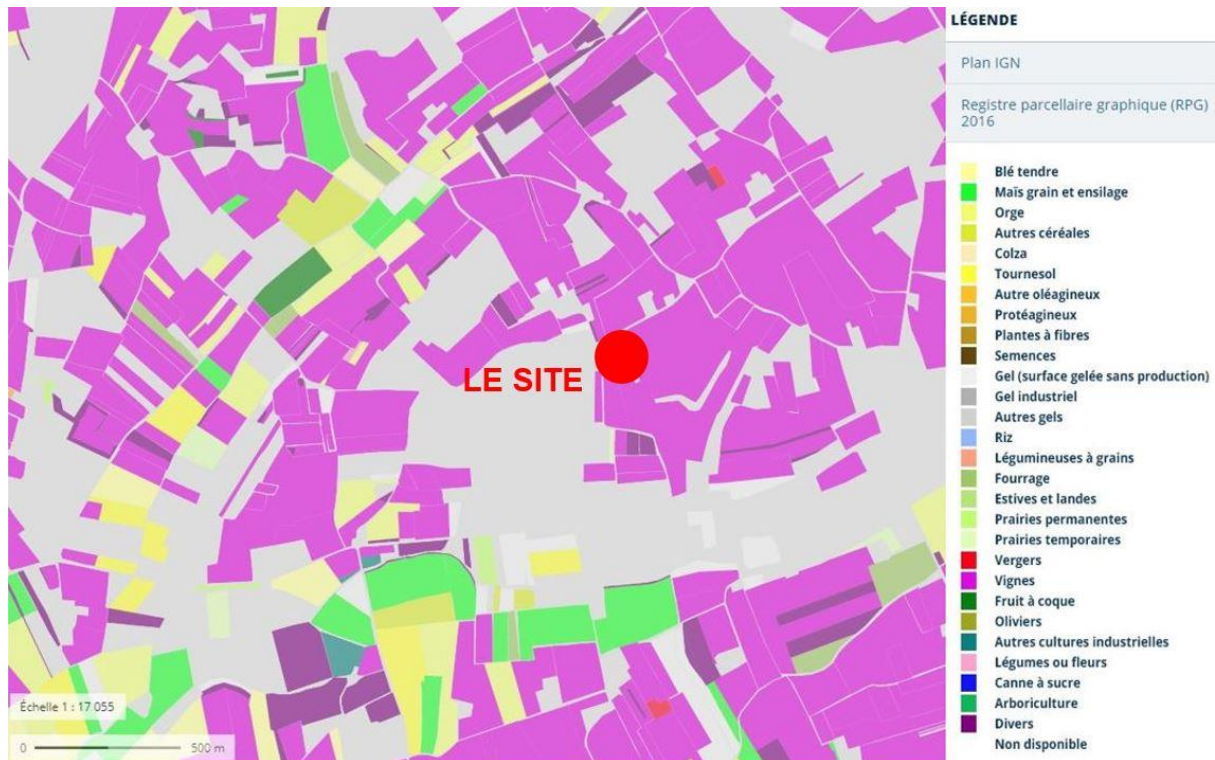 LE SITE
Échelle 1 : 17 055
0
500 m
LÉGENDE
Plan IGN
Registre parcellaire graphique (RPG)
2016
Blé tendre
Maïs grain et ensilage
Orge
Autres céréales
Colza
Tournesol
Autre oléagineux
Protéagineux
Plantes à fibres
Semences
Gel (surface gelée sans production)
Gel industriel
Autres gels
Riz
Légumineuses à grains
Fourrage
Estives et landes
Prairies permanentes
Prairies temporaires
Vergers
Vignes
Fruit à coque
Oliviers
Autres cultures industrielles
Légumes ou fleurs
Canne à sucre
Arboriculture
Divers
Non disponible